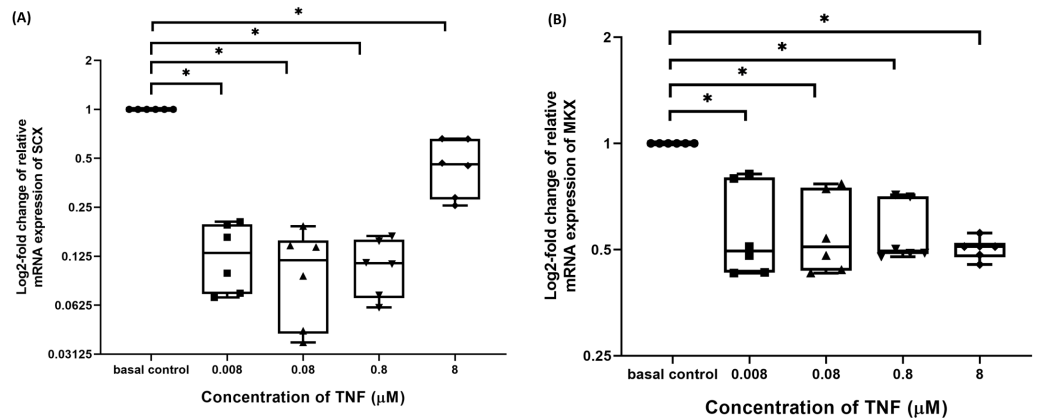 (A)
*
*
*
*
2
1
0.5
0.25
0.125
0.0625
0.03125
Log2-fold change of relative
mRNA expression of SCX
basal control 0.008 0.08 0.8 8
Concentration of TNF (μM)
(B)
*
*
*
*
2
1
0.5
0.25
Log2-fold change of relative
mRNA expression of MKX
basal control 0.008 0.08 0.8 8
Concentration of TNF (μM)